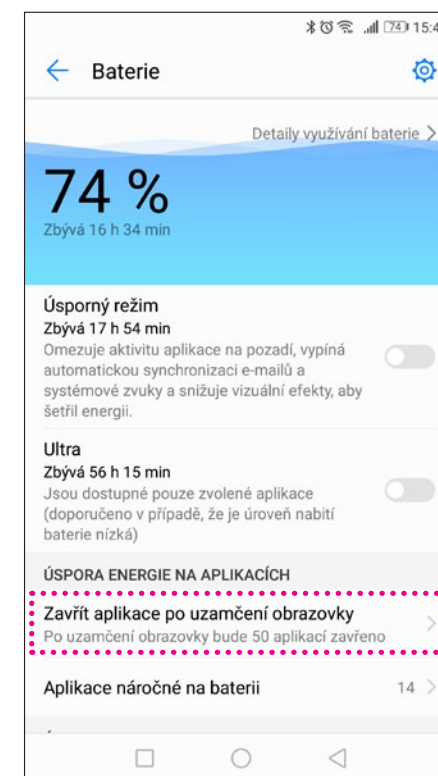 74 15:4
Baterie
Detaily využívání baterie
74 %
Zbývá 16 h 34 min
Úsporný režim
Zbývá 17 h 54 min
Omezuje aktivitu aplikace na pozadí, vypíná
automatickou synchronizaci e-mailů a
systémové zvuky a snižuje vizuální efekty, aby
šetřil energii.
Ultra
Zbývá 56 h 15 min
Jsou dostupné pouze zvolené aplikace
(doporučeno v případě, že je úroveň nabití
baterie nízká)
ÚSPORA ENERGIE NA APLIKACÍCH
Zavřít aplikace po uzamčení obrazovky
Po uzamčení obrazovky bude 50 aplikací zavřeno
Aplikace náročné na baterii 14